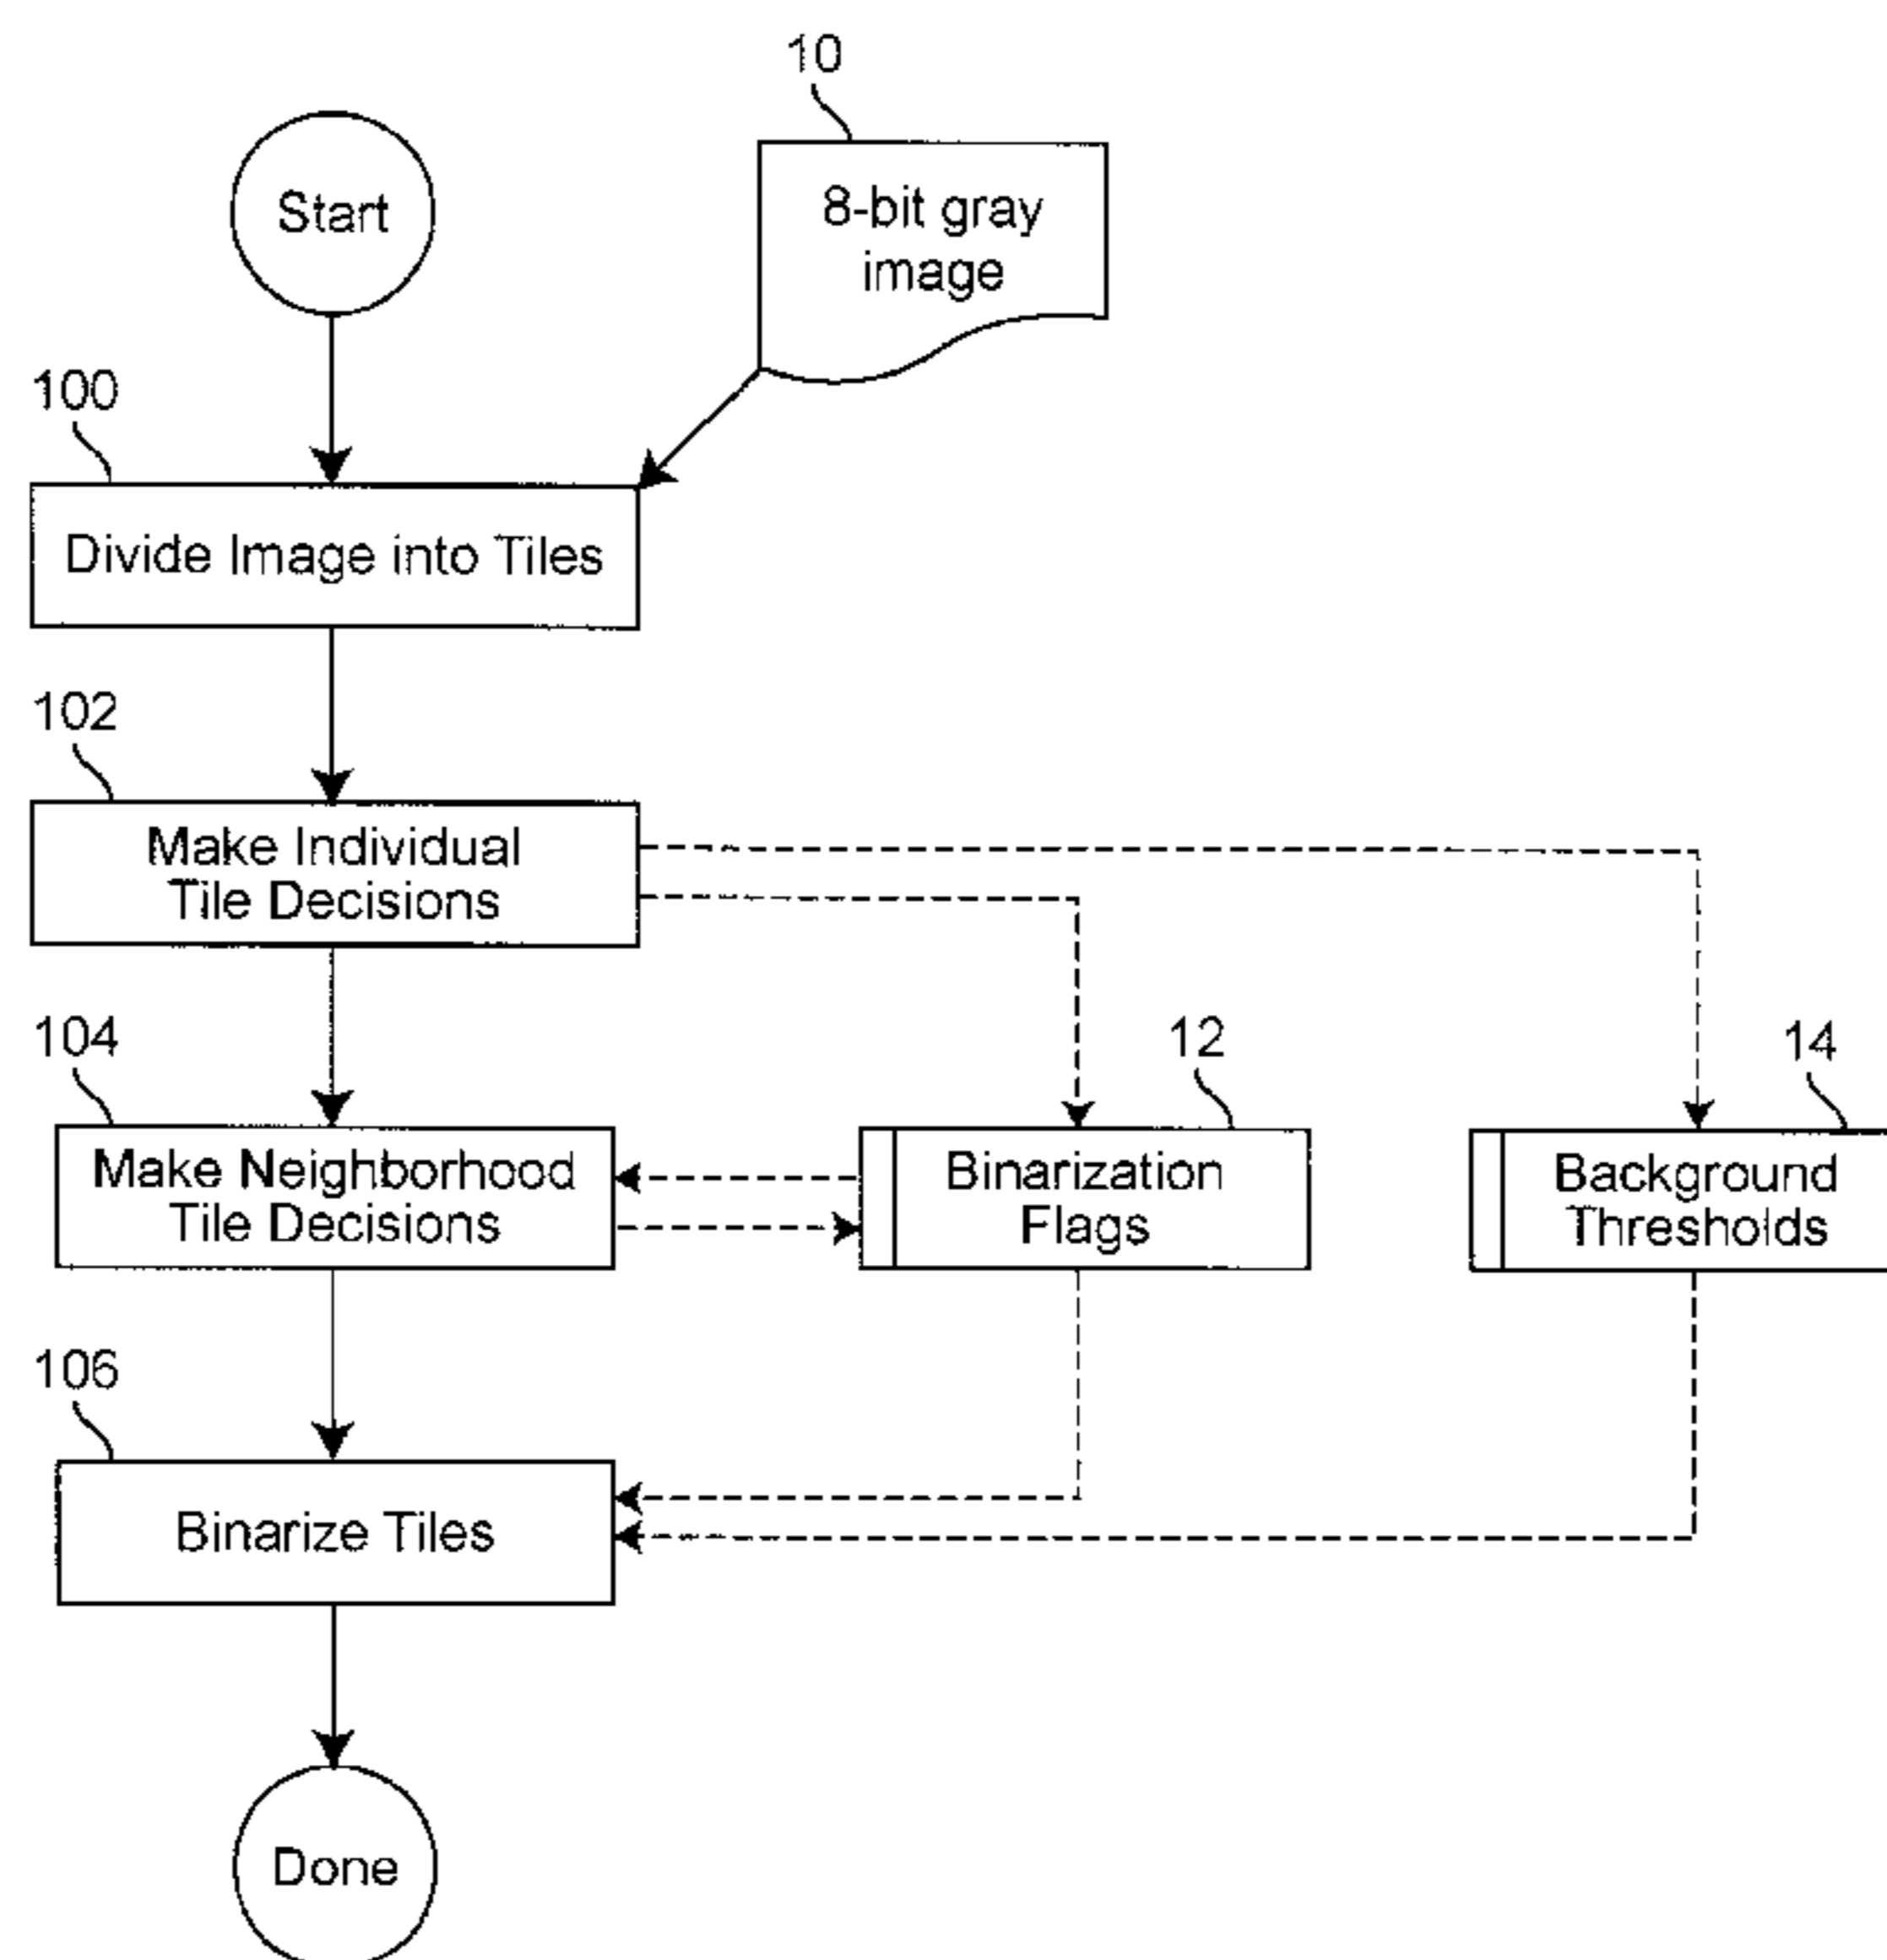 10
Start
8-bit gray
image
100
Divide Image into Tiles
102
Make Individual
Tile Decisions
104
12
14
Make Neighborhood
Tile Decisions
Binarization
Flags
Background
Thresholds
106
Binarize Tiles
Done